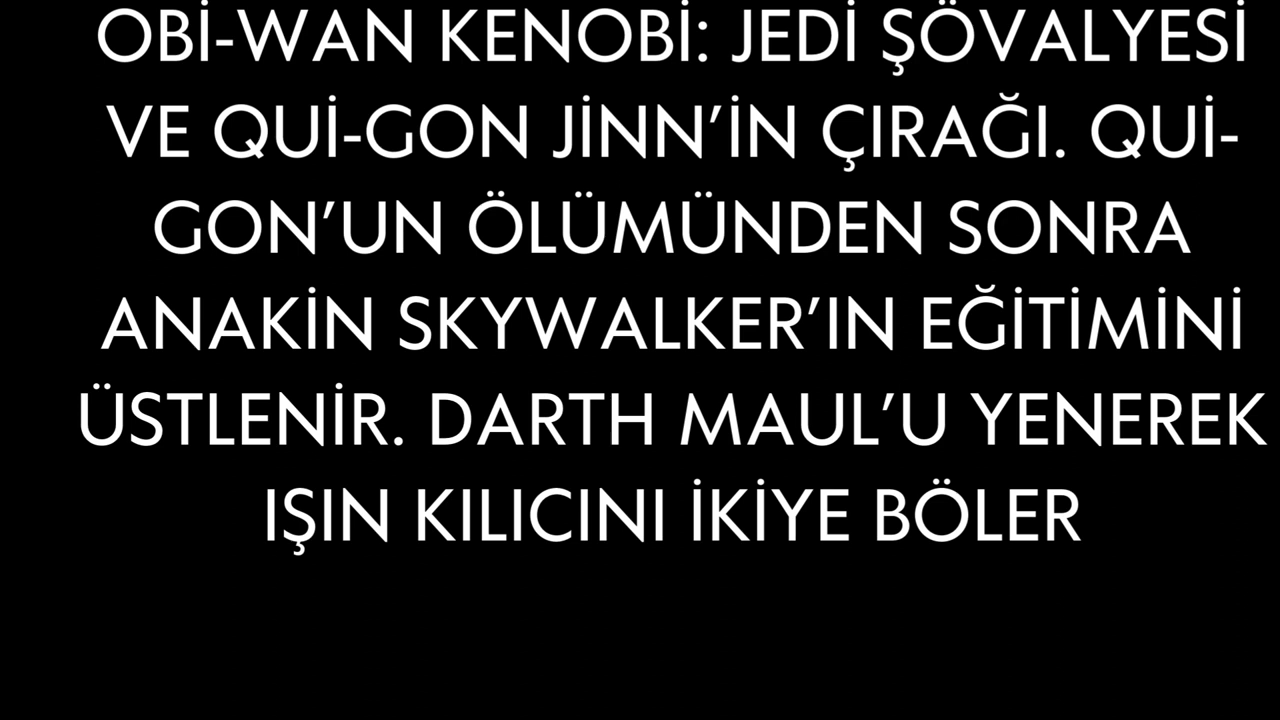 OBİ-WAN KENOBİ: JEDİ ŞÖVALYESİ
VE QUİ-GON JİNN’İN ÇIRAĞI. QUİ-
GON’UN ÖLÜMÜNDEN SONRA
ANAKİN SKYWALKER’IN EĞİTİMİNİ
ÜSTLENİR. DARTH MAUL’U YENEREK
IŞIN KILICINI İKİYE BÖLER